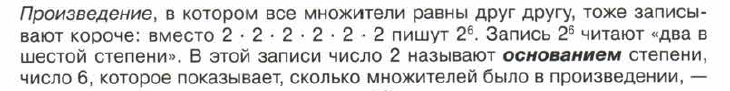 Произведение, в котором все множители равны друг другу, тоже записы-
вают короче: вместо 2 · 2 · 2 · 2 · 2 · 2 пишут 2⁶. Запись 2⁶ читают «два в
шестой степени». В этой записи число 2 называют основанием степени,
число 6, которое показывает, сколько множителей было в произведении, —